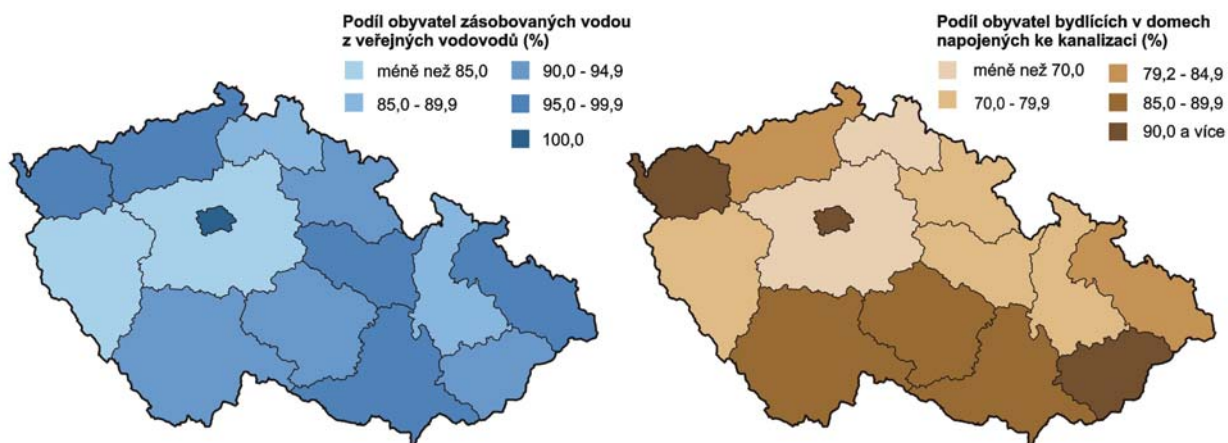 Podíl obyvatel zásobovaných vodou
z veřejných vodovodů (%)
méně než 85,0
85,0 - 89,9
90,0 - 94,9
95,0 - 99,9
100,0
Podíl obyvatel bydlících v domech
napojených ke kanalizaci (%)
méně než 70,0
70,0 - 79,9
79,2 - 84,9
85,0 - 89,9
90,0 a více